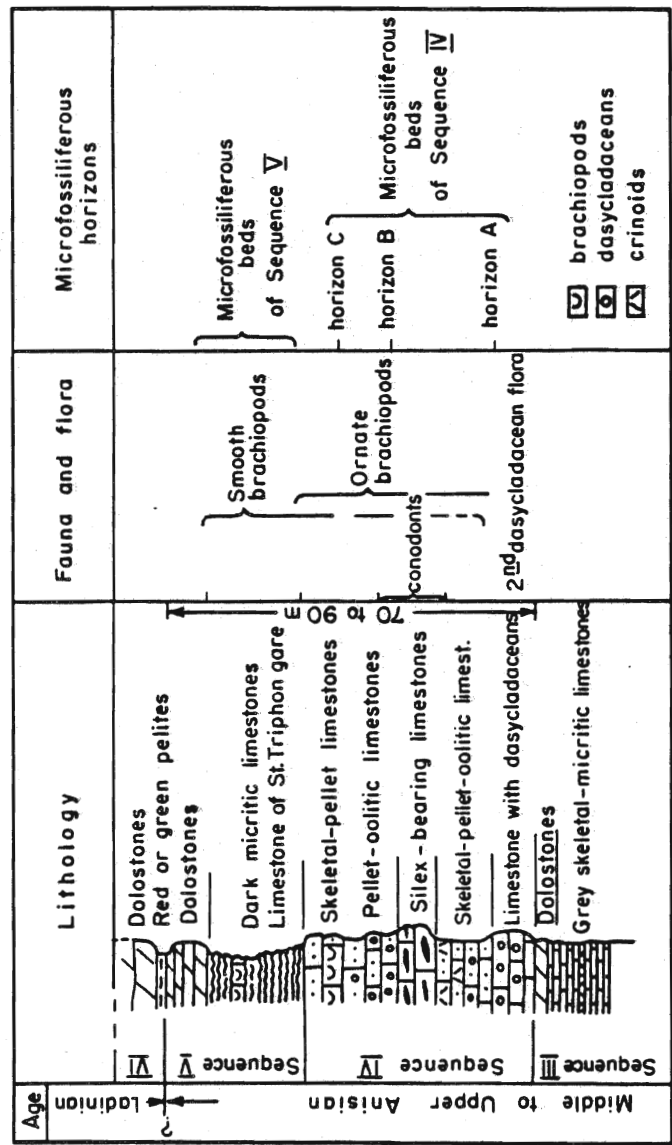 Age
Lithology
Fauna and flora
Microfossiliferous
horizons
Ladinian
?
Middle to Upper Anisian
VI
Sequence V
Sequence IV
Sequence III
Dolostones
Red or green pelites
Dolostones
Dark micritic limestones
Limestone of St.Triphon gare
Skeletal-pellet limestones
Pellet-oolitic limestones
Silex-bearing limestones
Skeletal-pellet-oolitic limest.
Limestone with dasycladaceans
Dolostones
Grey skeletal-micritic limestones
70 to 90 m
Smooth
brachiopods
Ornate
brachiopods
conodonts
2nd dasycladacean flora
Microfossiliferous
beds
of Sequence V
horizon C
horizon B
horizon A
Microfossiliferous
beds
of Sequence IV
brachiopods
dasycladaceans
crinoids